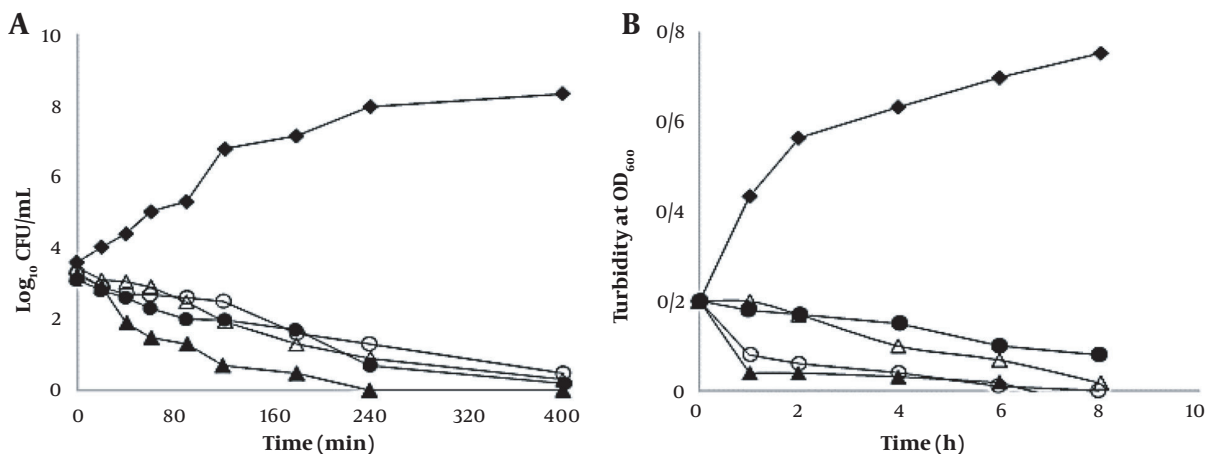 A
10
8
6
4
2
0
Log₁₀ CFU/mL
0 80 160 240 320 400
Time (min)
B
0/8
0/6
0/4
0/2
0
Turbidity at OD₆₀₀
0 2 4 6 8 10
Time (h)